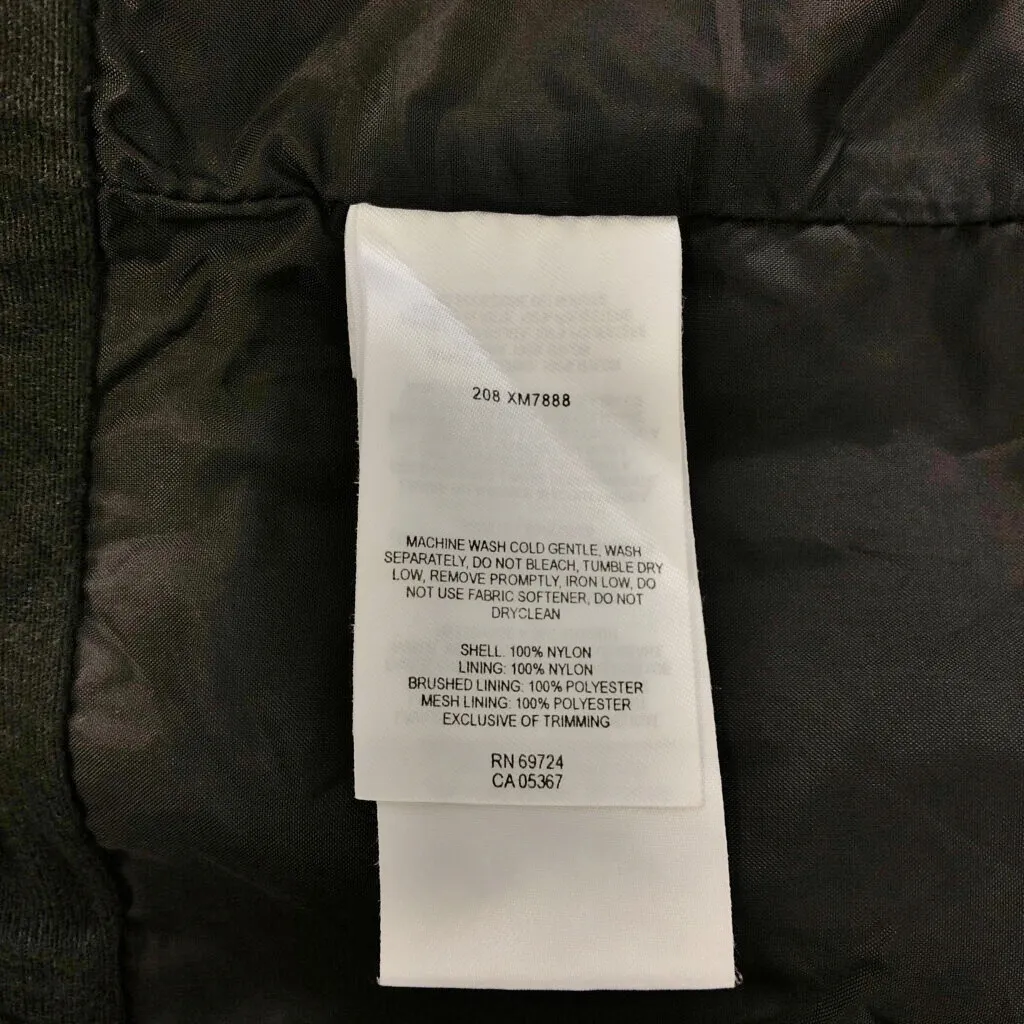 208 XM7888
MACHINE WASH COLD GENTLE, WASH
SEPARATELY, DO NOT BLEACH, TUMBLE DRY
LOW, REMOVE PROMPTLY, IRON LOW, DO
NOT USE FABRIC SOFTENER, DO NOT
DRYCLEAN
SHELL: 100% NYLON
LINING: 100% NYLON
BRUSHED LINING: 100% POLYESTER
MESH LINING: 100% POLYESTER
EXCLUSIVE OF TRIMMING
RN 69724
CA 05367